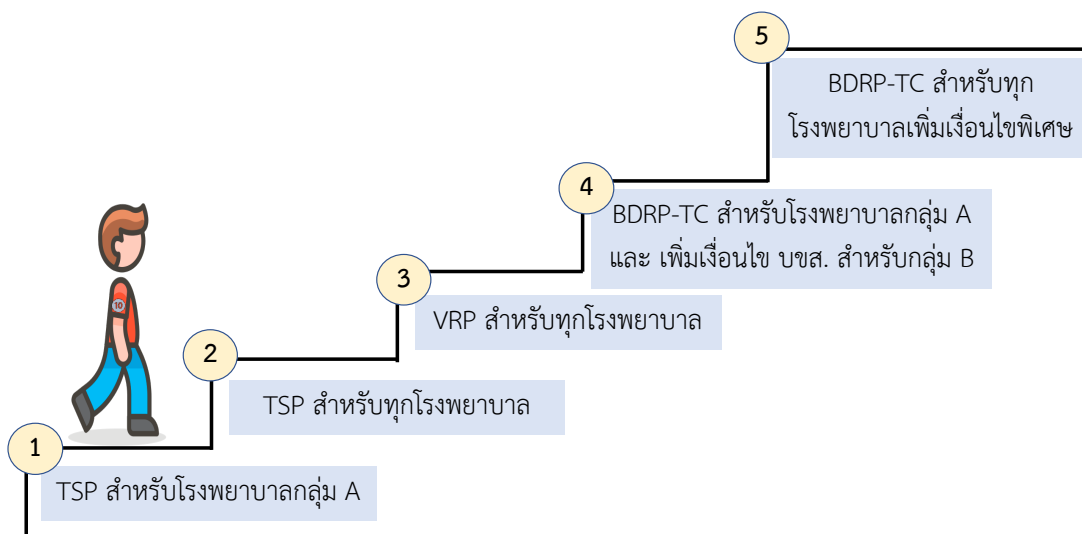 5
BDRP-TC สำหรับทุก
โรงพยาบาลเพิ่มเงื่อนไขพิเศษ
4
BDRP-TC สำหรับโรงพยาบาลกลุ่ม A
และ เพิ่มเงื่อนไข บขส. สำหรับกลุ่ม B
3
VRP สำหรับทุกโรงพยาบาล
2
TSP สำหรับทุกโรงพยาบาล
10
1
TSP สำหรับโรงพยาบาลกลุ่ม A